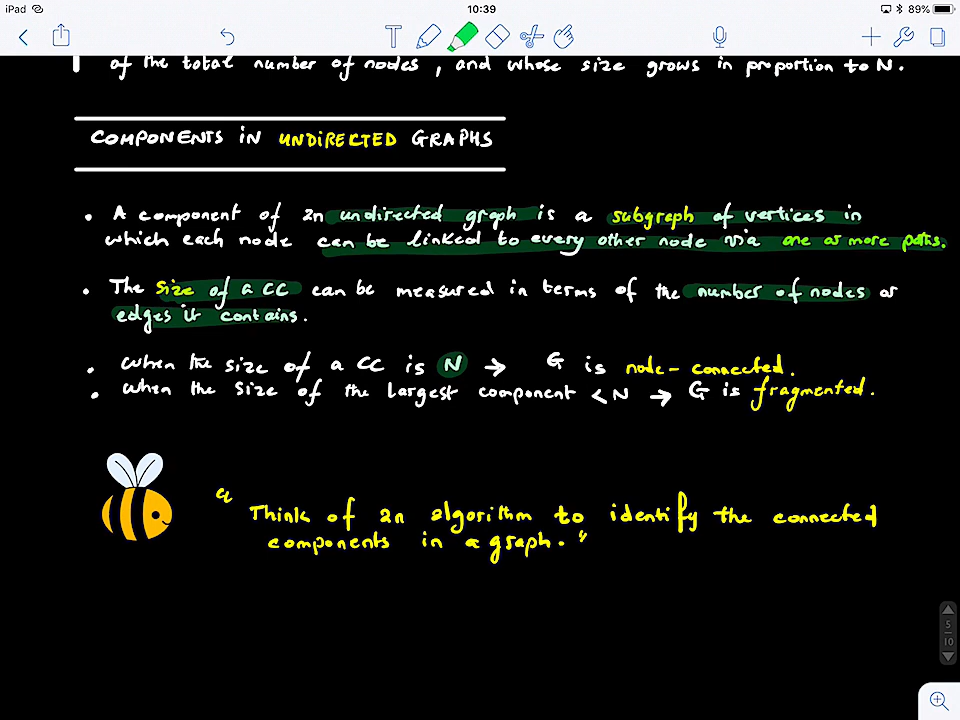 iPad
10:39
89%
of the total number of nodes, and whose size grows in proportion to N.
COMPONENTS IN UNDIRECTED GRAPHS
• A component of an undirected graph is a subgraph of vertices in
which each node can be linked to every other node via one or more paths.
• The size of a CC can be measured in terms of the number of nodes or
edges it contains.
• when the size of a CC is N → G is node-connected.
• when the size of the largest component < N → G is fragmented.
" Think of an algorithm to identify the connected
components in a graph."
5
10